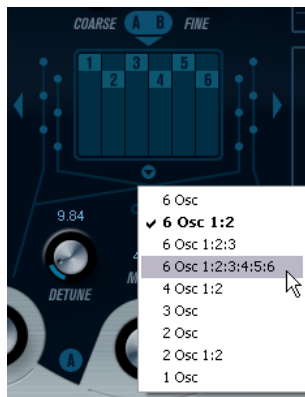 COARSE A B FINE
1 3 5
2 4 6
6 Osc
9.84
✓ 6 Osc 1:2
6 Osc 1:2:3
6 Osc 1:2:3:4:5:6
DETUNE
4 Osc 1:2
3 Osc
2 Osc
A
2 Osc 1:2
1 Osc